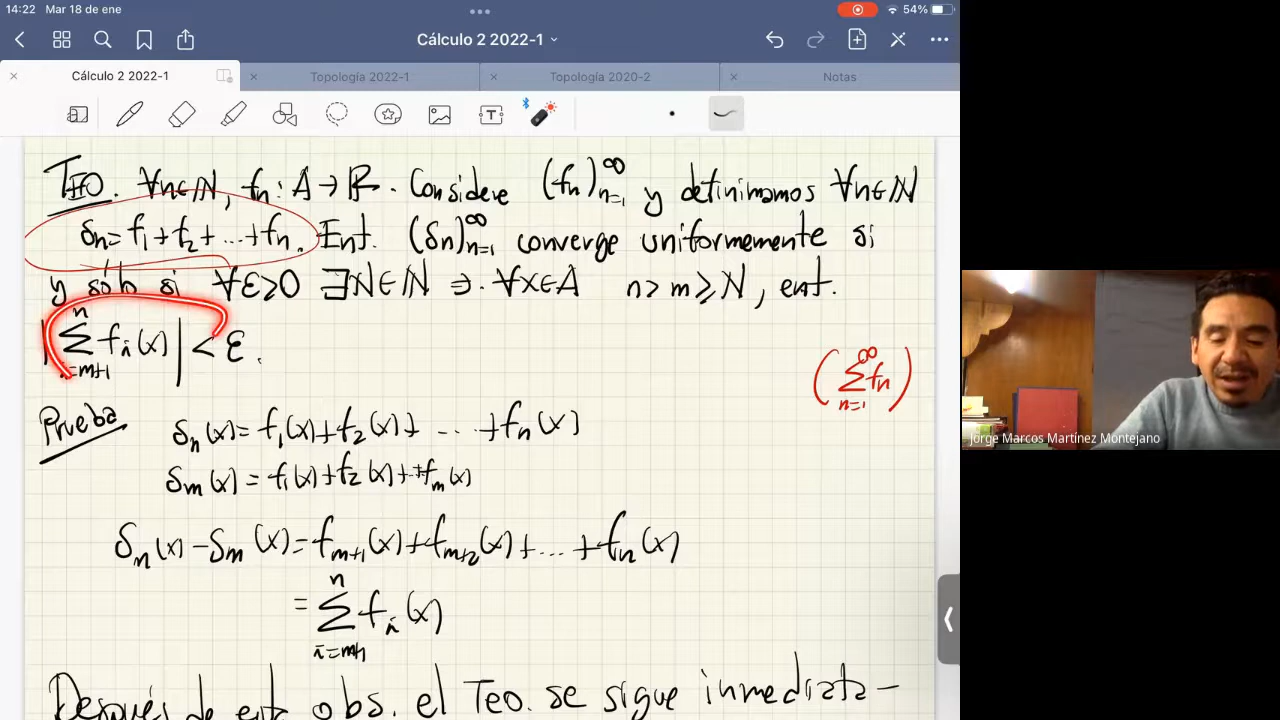 14:22 Mar 18 de ene 54%
Cálculo 2 2022-1
Cálculo 2 2022-1 Topología 2022-1 Topología 2020-2 Notas
TEO. ∀n∈ℕ, fn: A→ℝ. Considere (fn)_{n=1}^∞ y definimamos ∀n∈ℕ
sn = f1+f2+...+fn. Ent. (sn)_{n=1}^∞ converge uniformemente si
y sólo si ∀ε>0 ∃N∈ℕ ∋. ∀x∈A n>m≥N, ent.
|∑_{i=m+1}^n fi(x)| < ε.
(∑_{n=1}^∞ fn)
Prueba sn(x) = f1(x)+f2(x)+ ...+fn(x)
sm(x) = f1(x)+f2(x)+··+fm(x)
sn(x)-sm(x) = fm+1(x)+fm+2(x)+...+fn(x)
= ∑_{i=m+1}^n fi(x)
Después de esta obs. el Teo. se sigue inmediata-
Jorge Marcos Martínez Montejano